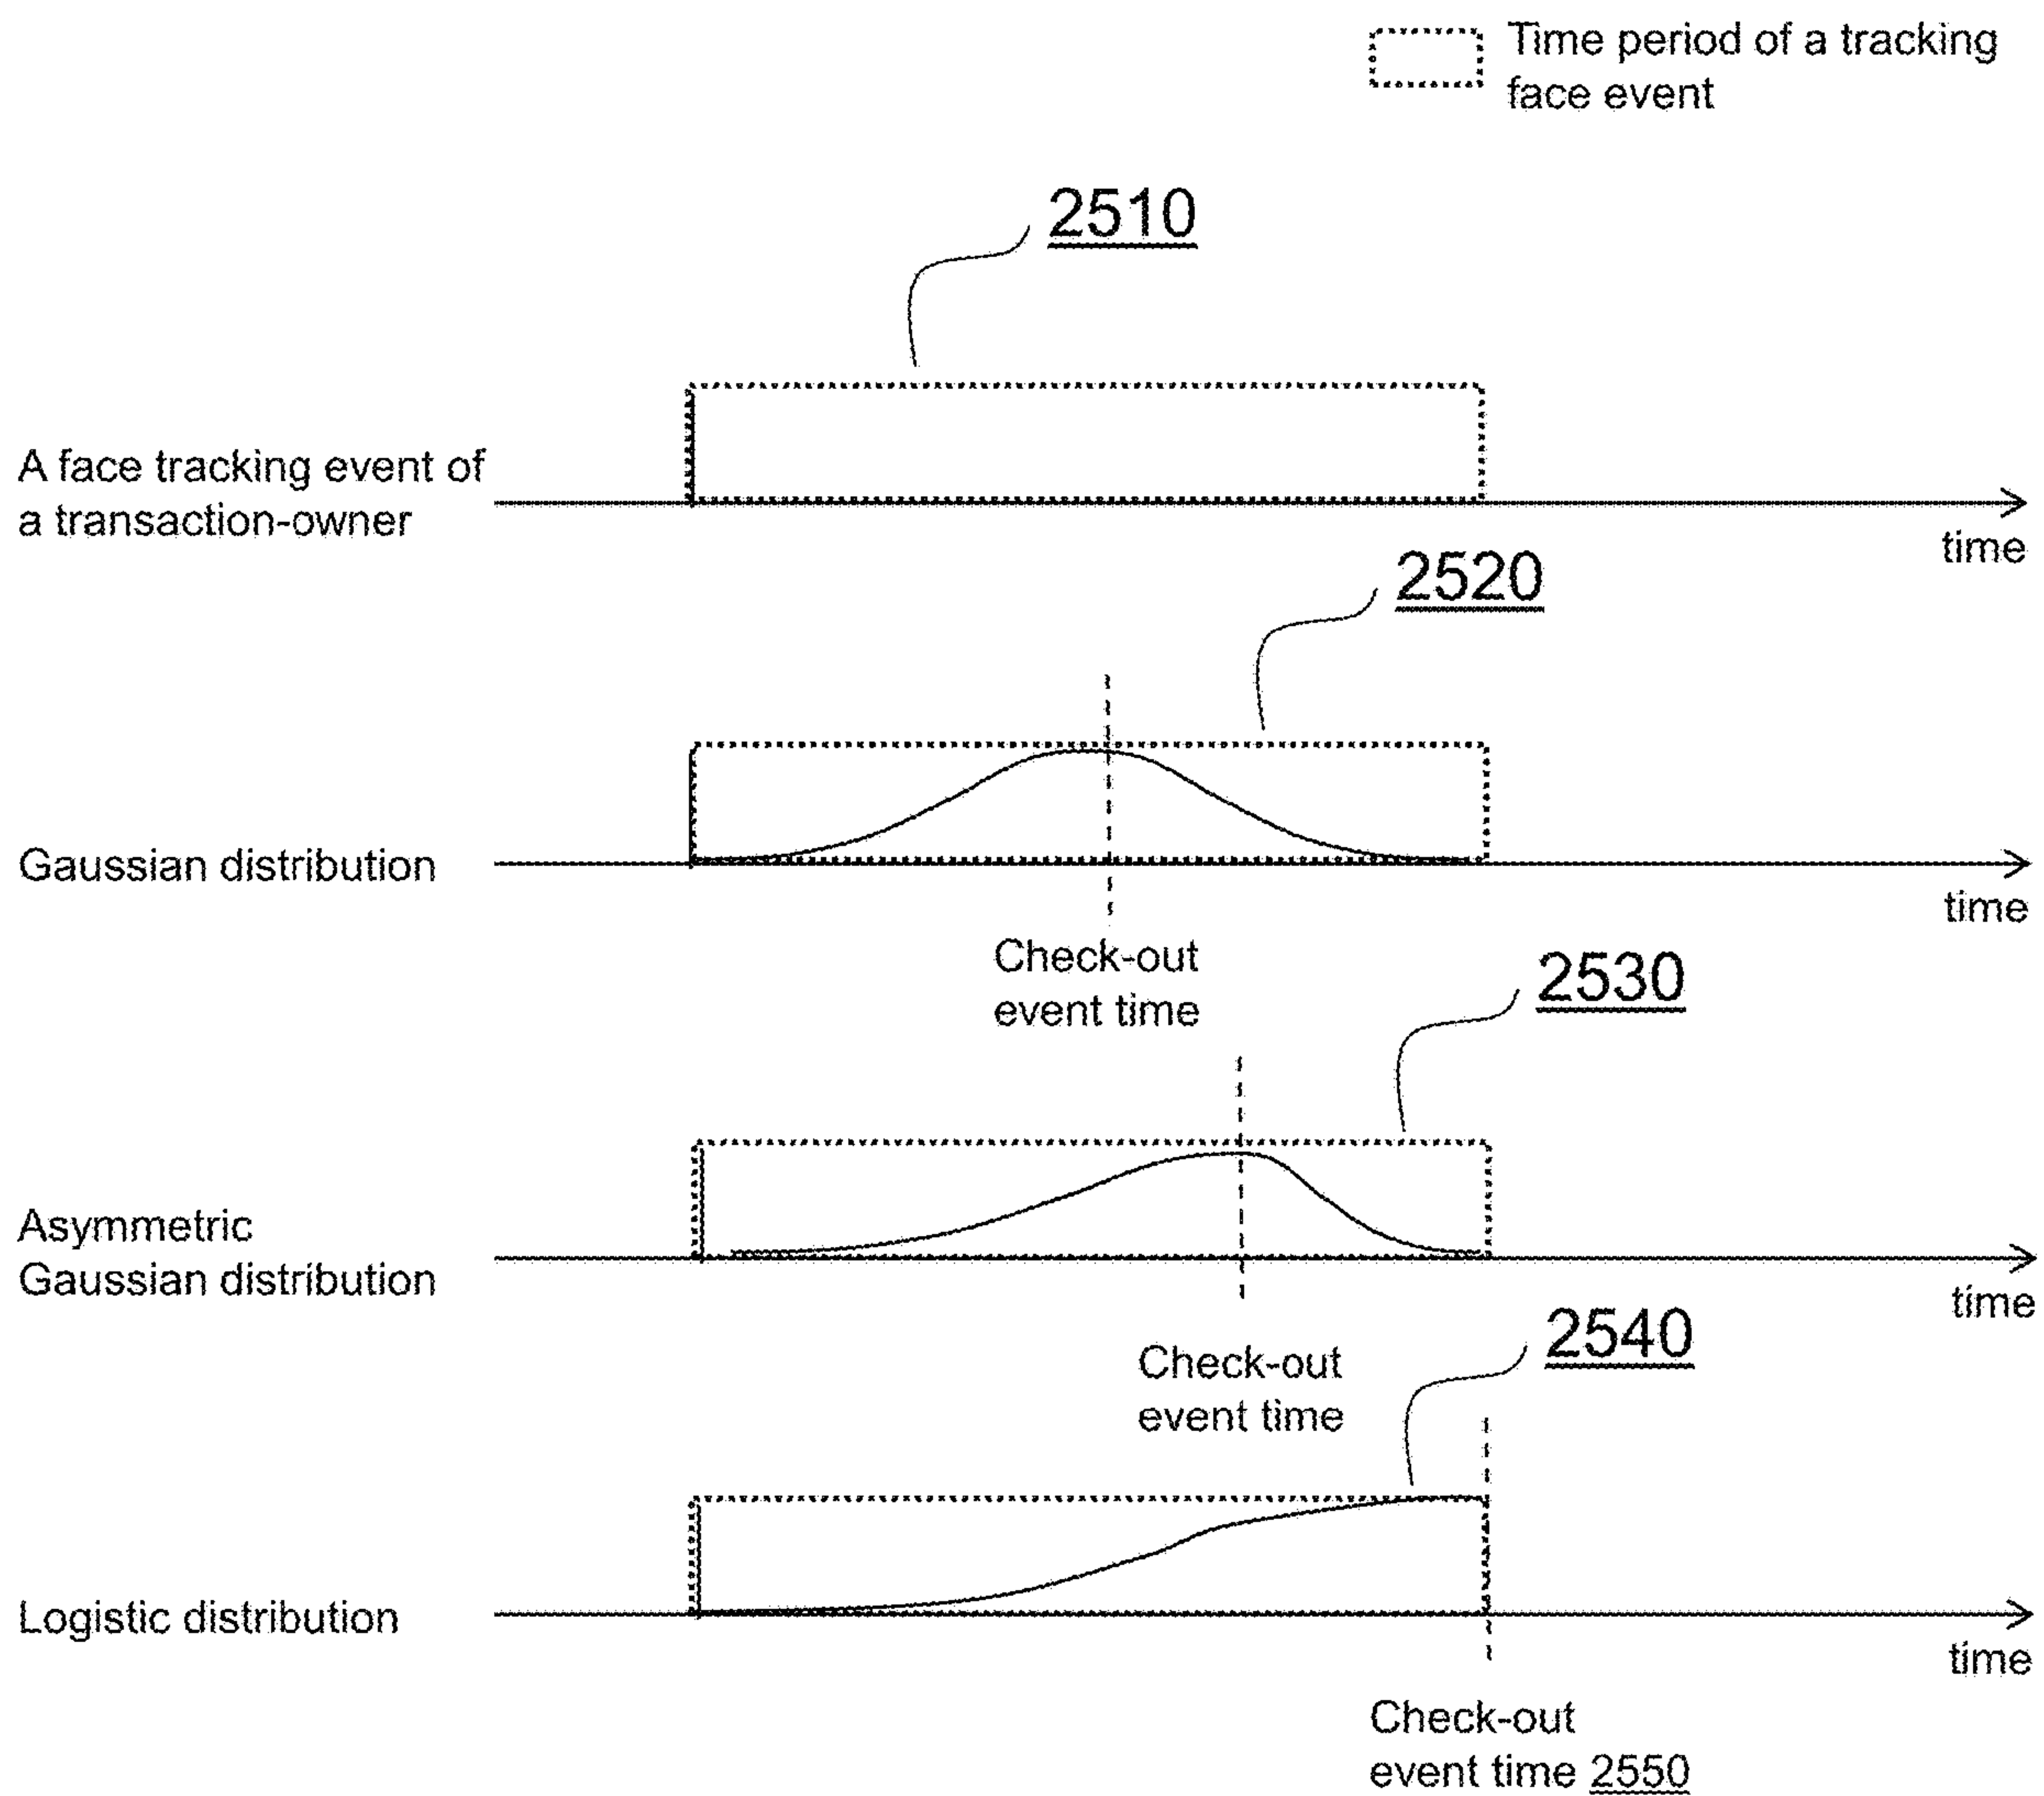 Time period of a tracking
face event
2510
A face tracking event of
a transaction-owner
time
2520
Gaussian distribution
time
Check-out
event time
2530
Asymmetric
Gaussian distribution
time
Check-out
event time
2540
Logistic distribution
time
Check-out
event time 2550